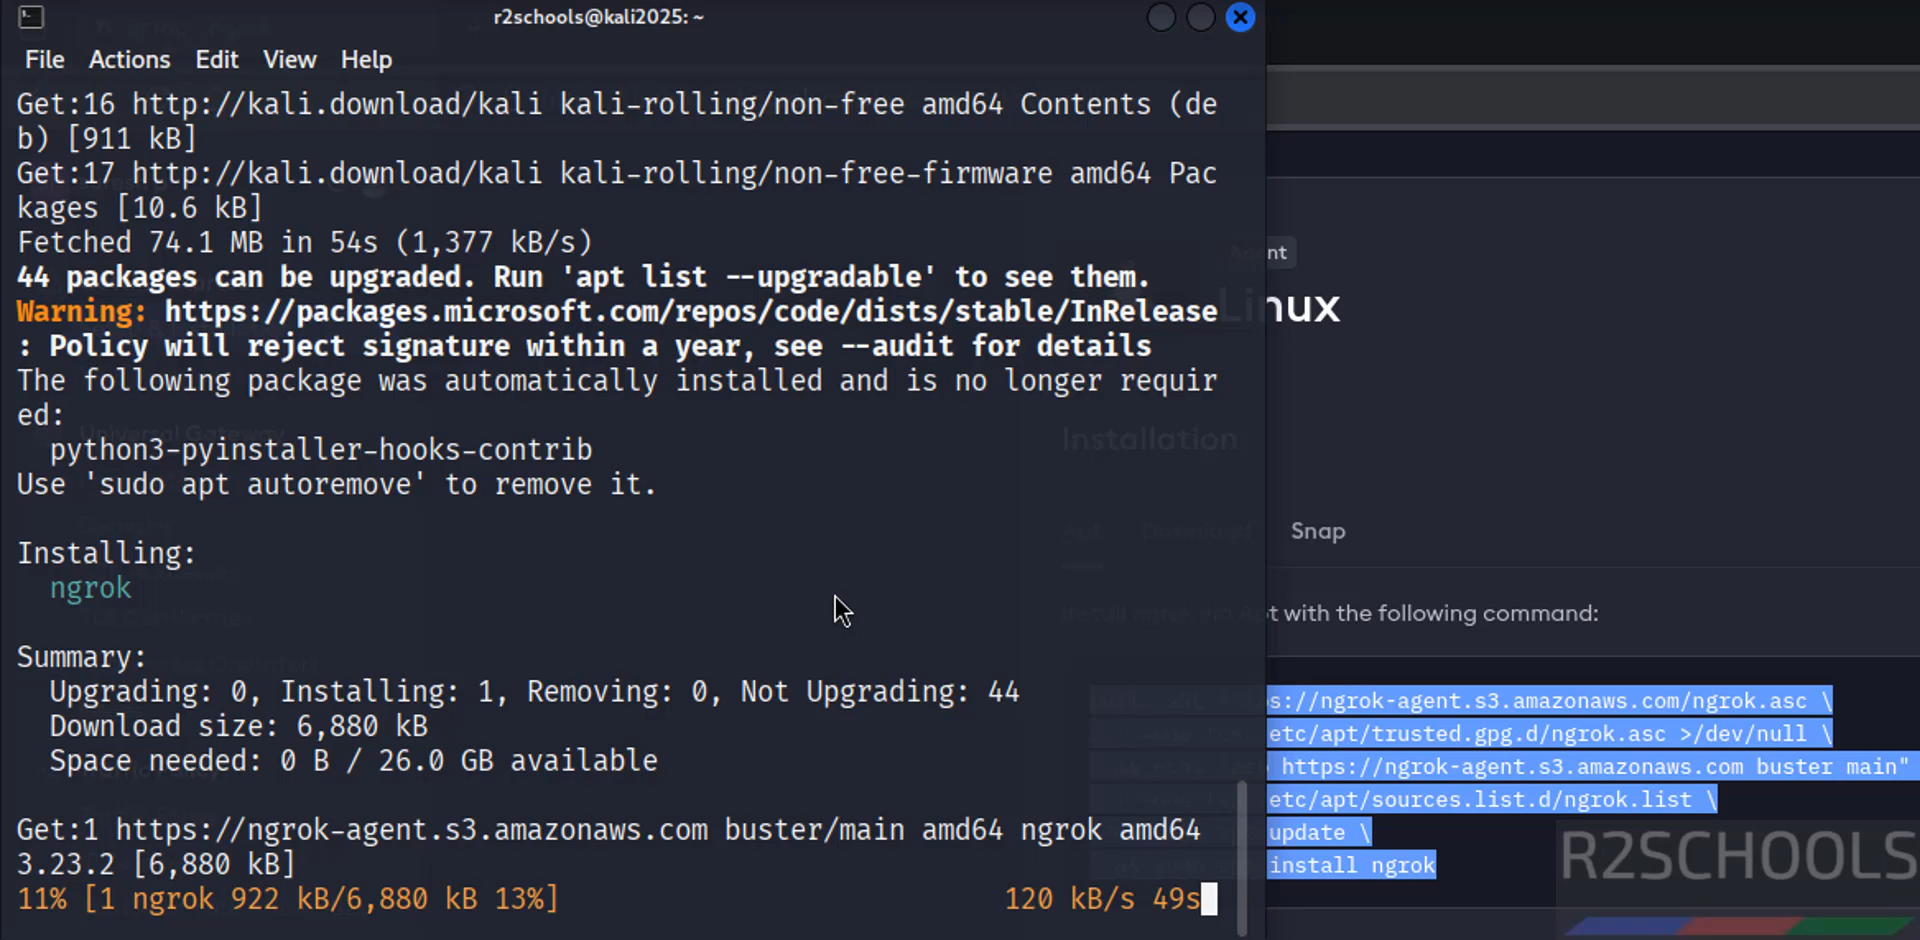 r2schools@kali2025: ~
File Actions Edit View Help
Get:16 http://kali.download/kali kali-rolling/non-free amd64 Contents (de
b) [911 kB]
Get:17 http://kali.download/kali kali-rolling/non-free-firmware amd64 Pac
kages [10.6 kB]
Fetched 74.1 MB in 54s (1,377 kB/s)
44 packages can be upgraded. Run 'apt list --upgradable' to see them.
Warning: https://packages.microsoft.com/repos/code/dists/stable/InRelease
: Policy will reject signature within a year, see --audit for details
The following package was automatically installed and is no longer requir
ed:
  python3-pyinstaller-hooks-contrib
Use 'sudo apt autoremove' to remove it.
Installing:
  ngrok
Summary:
  Upgrading: 0, Installing: 1, Removing: 0, Not Upgrading: 44
  Download size: 6,880 kB
  Space needed: 0 B / 26.0 GB available
Get:1 https://ngrok-agent.s3.amazonaws.com buster/main amd64 ngrok amd64
3.23.2 [6,880 kB]
11% [1 ngrok 922 kB/6,880 kB 13%] 120 kB/s 49s
Agent
Linux
Installation
Apt Download Snap
Install ngrok via Apt with the following command:
s://ngrok-agent.s3.amazonaws.com/ngrok.asc \
etc/apt/trusted.gpg.d/ngrok.asc >/dev/null \
https://ngrok-agent.s3.amazonaws.com buster main"
etc/apt/sources.list.d/ngrok.list \
update \
install ngrok
R2SCHOOLS